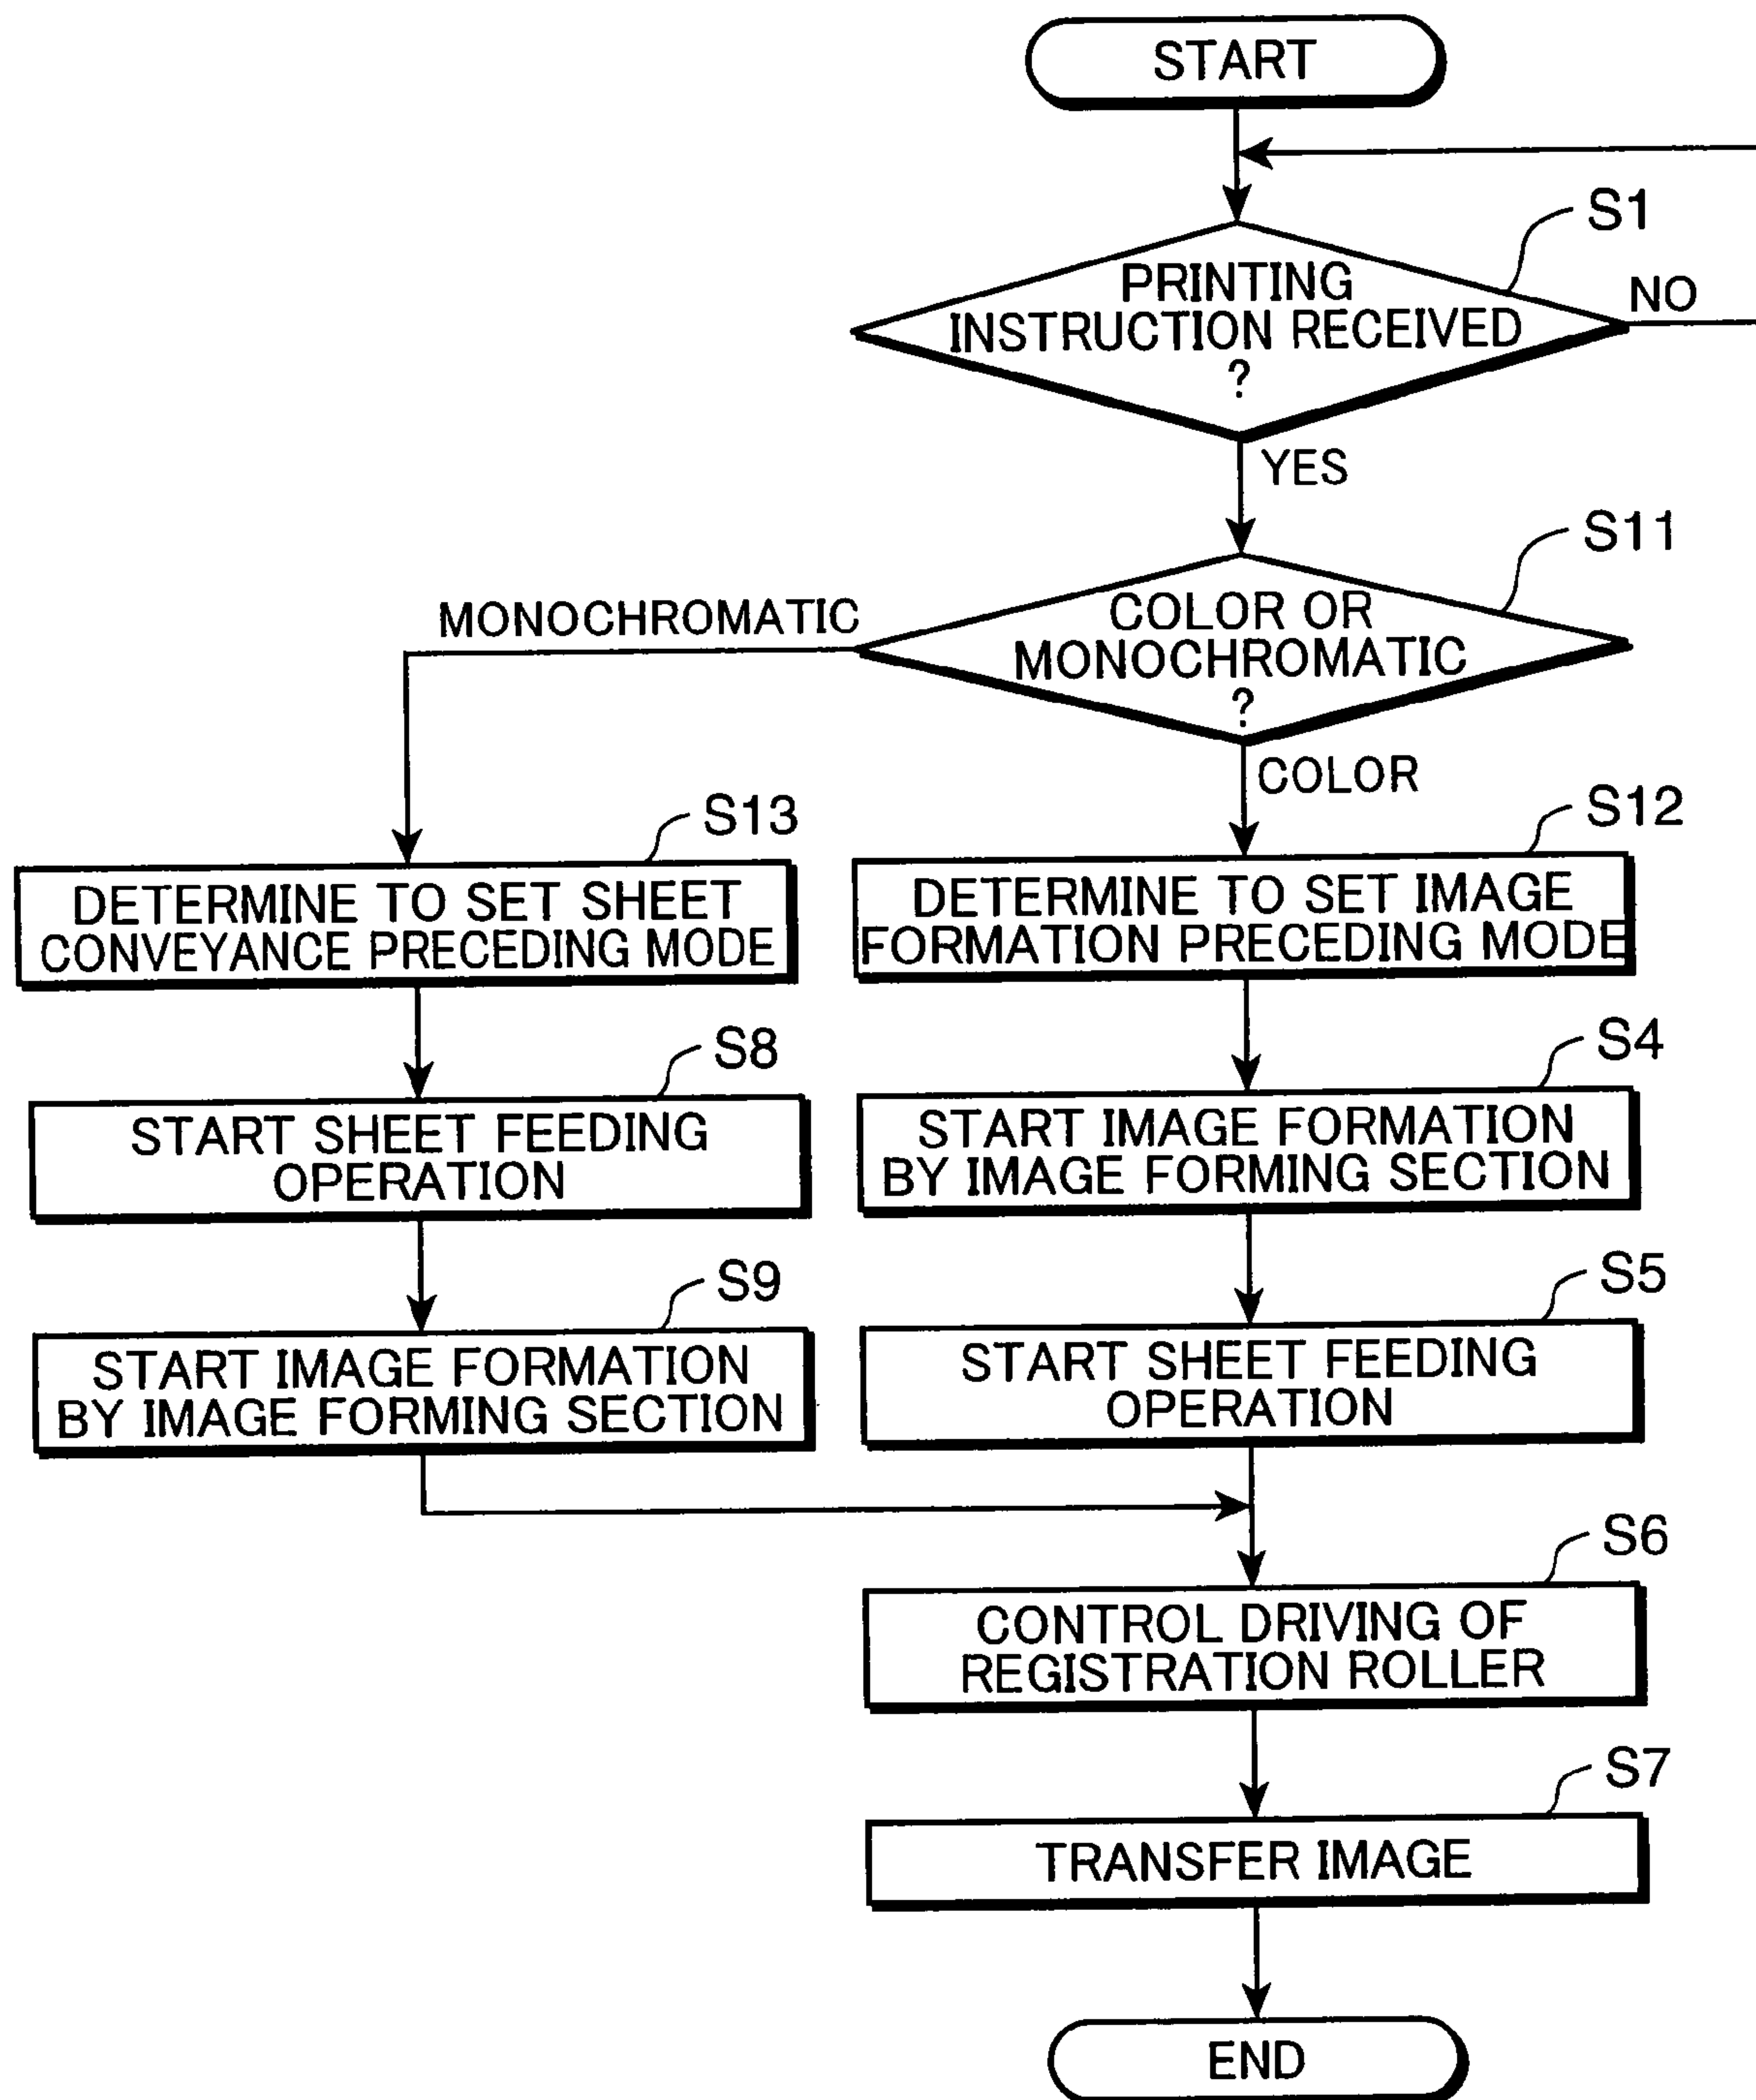 START
S1
PRINTING
INSTRUCTION RECEIVED
?
NO
YES
S11
COLOR OR
MONOCHROMATIC
?
MONOCHROMATIC
COLOR
S13
DETERMINE TO SET SHEET
CONVEYANCE PRECEDING MODE
S12
DETERMINE TO SET IMAGE
FORMATION PRECEDING MODE
S8
START SHEET FEEDING
OPERATION
S4
START IMAGE FORMATION
BY IMAGE FORMING SECTION
S9
START IMAGE FORMATION
BY IMAGE FORMING SECTION
S5
START SHEET FEEDING
OPERATION
S6
CONTROL DRIVING OF
REGISTRATION ROLLER
S7
TRANSFER IMAGE
END